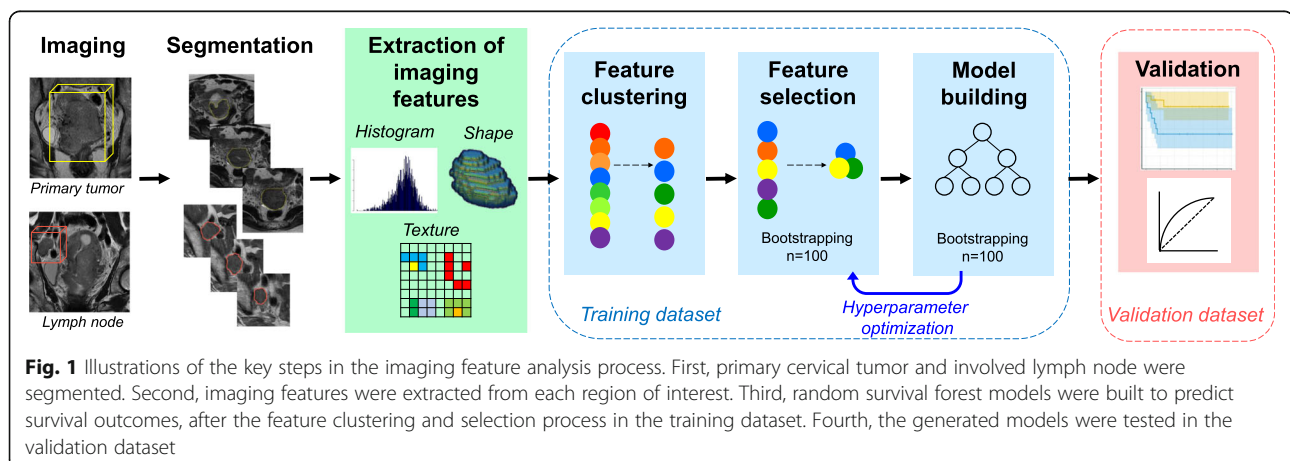 Imaging
Primary tumor
Lymph node
Segmentation
Extraction of
imaging
features
Histogram
Shape
Texture
Feature
clustering
Feature
selection
Bootstrapping
n=100
Model
building
Bootstrapping
n=100
Hyperparameter
optimization
Training dataset
Validation
Validation dataset
Fig. 1 Illustrations of the key steps in the imaging feature analysis process. First, primary cervical tumor and involved lymph node were
segmented. Second, imaging features were extracted from each region of interest. Third, random survival forest models were built to predict
survival outcomes, after the feature clustering and selection process in the training dataset. Fourth, the generated models were tested in the
validation dataset